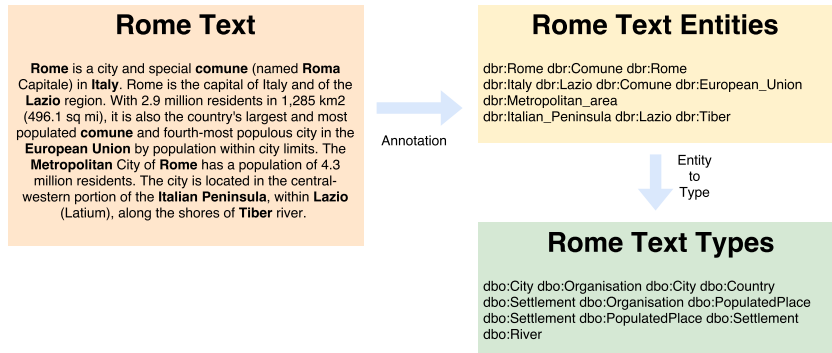 Rome Text
Rome is a city and special comune (named Roma
Capitale) in Italy. Rome is the capital of Italy and of the
Lazio region. With 2.9 million residents in 1,285 km2
(496.1 sq mi), it is also the country's largest and most
populated comune and fourth-most populous city in the
European Union by population within city limits. The
Metropolitan City of Rome has a population of 4.3
million residents. The city is located in the central-
western portion of the Italian Peninsula, within Lazio
(Latium), along the shores of Tiber river.
Annotation
Rome Text Entities
dbr:Rome dbr:Comune dbr:Rome
dbr:Italy dbr:Lazio dbr:Comune dbr:European_Union
dbr:Metropolitan_area
dbr:Italian_Peninsula dbr:Lazio dbr:Tiber
Entity
to
Type
Rome Text Types
dbo:City dbo:Organisation dbo:City dbo:Country
dbo:Settlement dbo:Organisation dbo:PopulatedPlace
dbo:Settlement dbo:PopulatedPlace dbo:Settlement
dbo:River